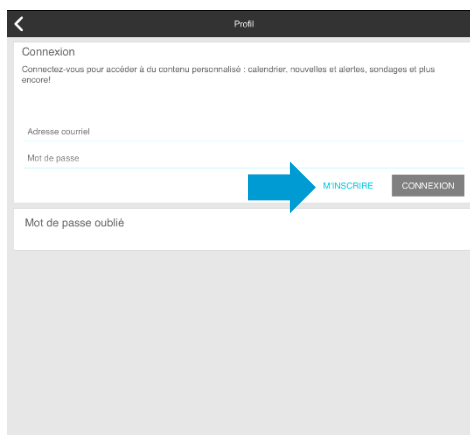 Profil
Connexion
Connectez-vous pour accéder à du contenu personnalisé : calendrier, nouvelles et alertes, sondages et plus
encore!
Adresse courriel
Mot de passe
M'INSCRIRE
CONNEXION
Mot de passe oublié